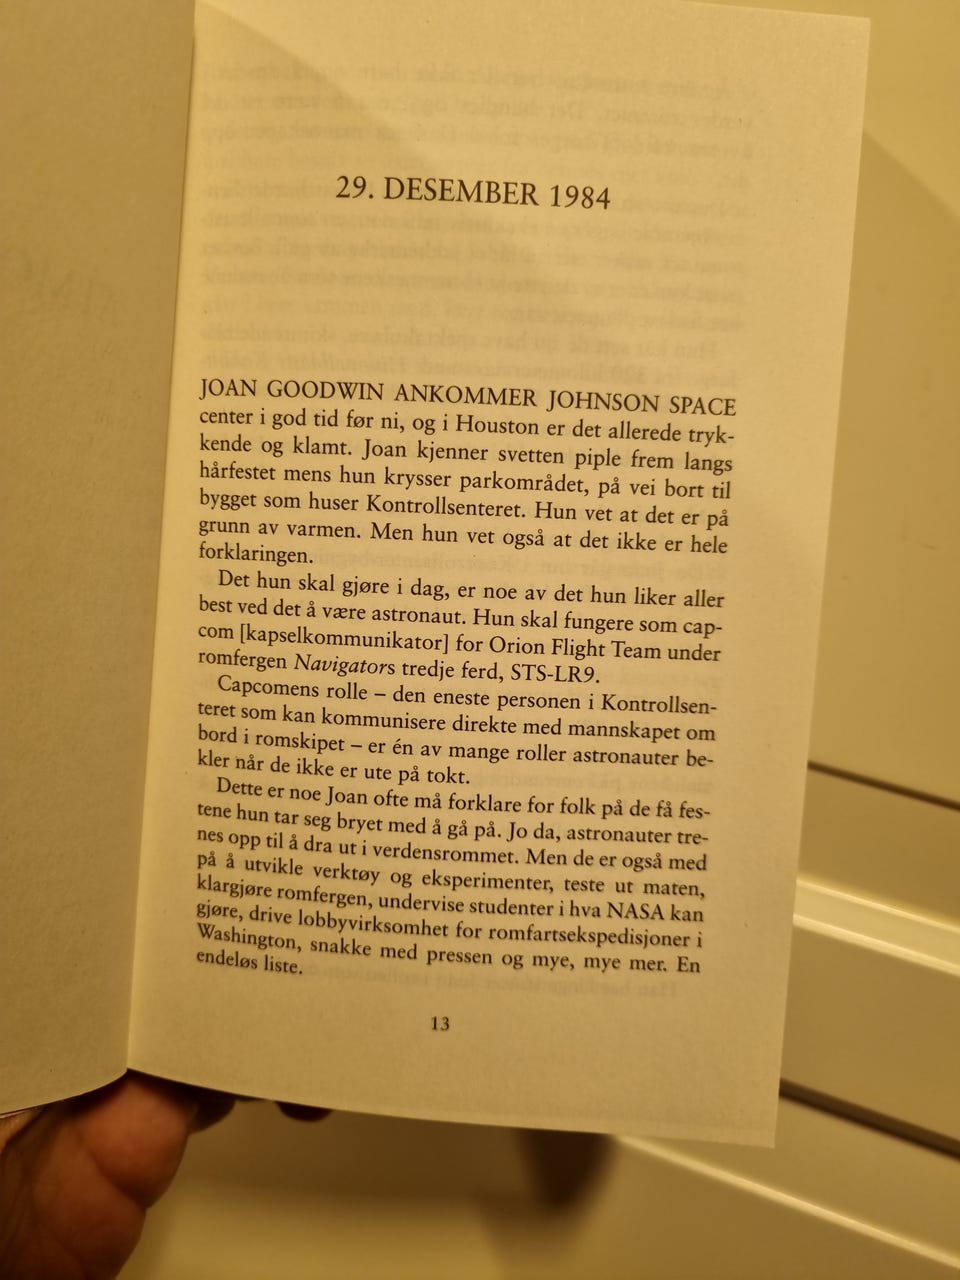 29. DESEMBER 1984
JOAN GOODWIN ANKOMMER JOHNSON SPACE
center i god tid før ni, og i Houston er det allerede tryk-
kende og klamt. Joan kjenner svetten piple frem langs
hårfestet mens hun krysser parkområdet, på vei bort til
bygget som huser Kontrollsenteret. Hun vet at det er på
grunn av varmen. Men hun vet også at det ikke er hele
forklaringen.
Det hun skal gjøre i dag, er noe av det hun liker aller
best ved det å være astronaut. Hun skal fungere som cap-
com [kapselkommunikator] for Orion Flight Team under
romfergen Navigators tredje ferd, STS-LR9.
Capcomens rolle – den eneste personen i Kontrollsen-
teret som kan kommunisere direkte med mannskapet om
bord i romskipet – er én av mange roller astronauter be-
kler når de ikke er ute på tokt.
Dette er noe Joan ofte må forklare for folk på de få fes-
tene hun tar seg bryet med å gå på. Jo da, astronauter tre-
nes opp til å dra ut i verdensrommet. Men de er også med
på å utvikle verktøy og eksperimenter, teste ut maten,
klargjøre romfergen, undervise studenter i hva NASA kan
gjøre, drive lobbyvirksomhet for romfartsekspedisjoner i
Washington, snakke med pressen og mye, mye mer. En
endeløs liste.
13